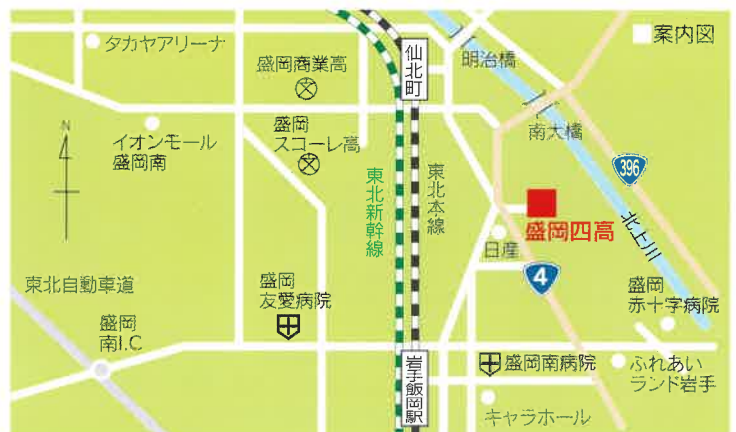 案内図
タカヤアリーナ
仙北町
明治橋
盛岡商業高
南大橋
イオンモール
盛岡南
盛岡
スコーレ高
N
396
東北新幹線
東北本線
盛岡四高
北上川
日産
4
東北自動車道
盛岡
友愛病院
盛岡
赤十字病院
盛岡
南I.C
岩手飯岡駅
盛岡南病院
ふれあい
ランド岩手
キャラホール